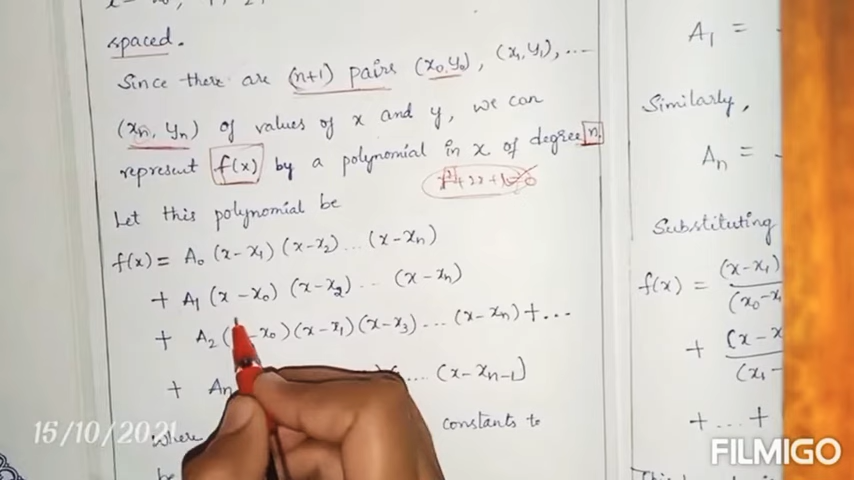 spaced.
Since there are (n+1) pairs (x₀,y₀), (x₁,y₁), ...
(xₙ, yₙ) of values of x and y, we can
represent f(x) by a polynomial in x of degree n.
Let this polynomial be
f(x) = A₀ (x-x₁) (x-x₂) ... (x-xₙ)
+ A₁ (x-x₀) (x-x₂) ... (x-xₙ)
+ A₂ ( -x₀) (x-x₁) (x-x₃) ... (x-xₙ) + ...
+ Aₙ ... (x-xₙ₋₁)
where constants to
be
A₁ =
Similarly,
Aₙ =
Substituting
f(x) = (x-x₁)
(x₀-x
+ (x-x
(x₁-
+ ... +
15/10/2021
FILMIGO